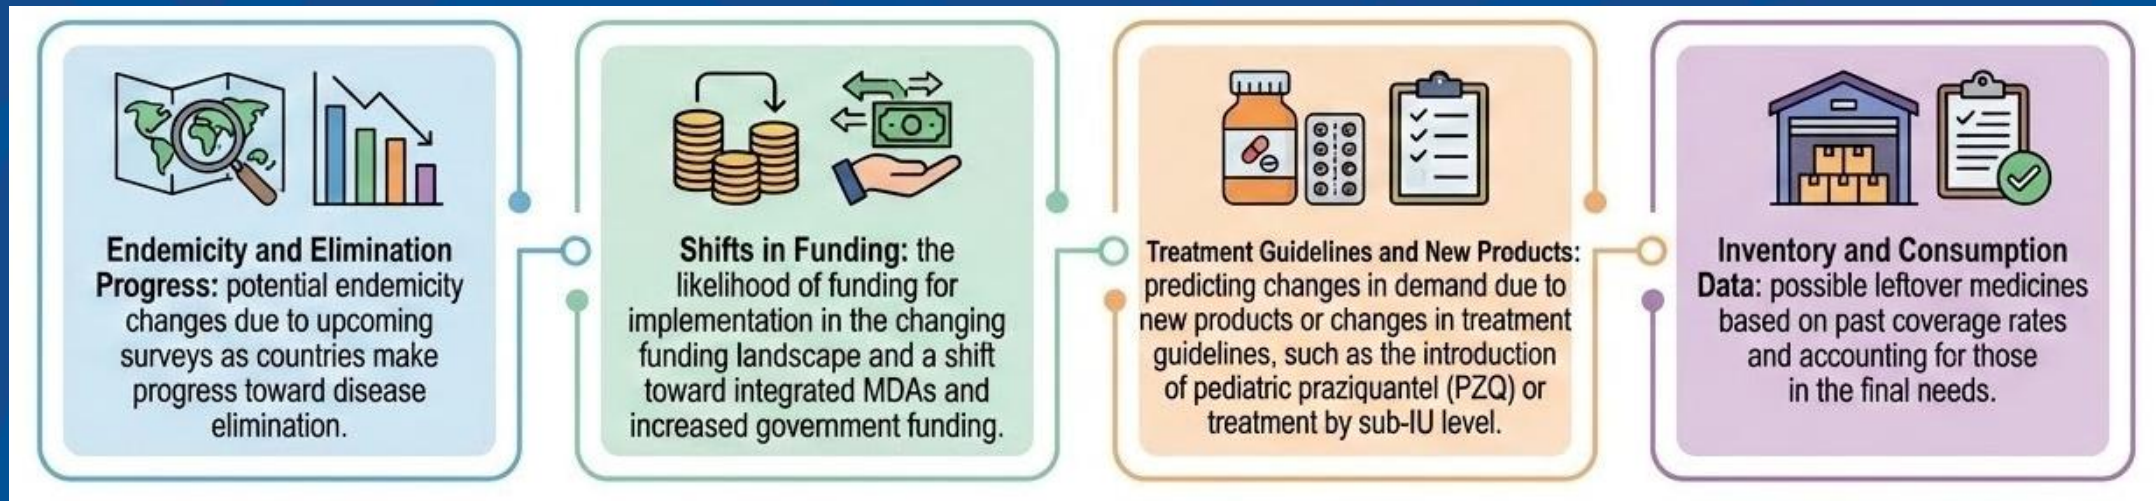 Endemicity and Elimination
Progress: potential endemicity
changes due to upcoming
surveys as countries make
progress toward disease
elimination.
Shifts in Funding: the
likelihood of funding for
implementation in the changing
funding landscape and a shift
toward integrated MDAs and
increased government funding.
Treatment Guidelines and New Products:
predicting changes in demand due to
new products or changes in treatment
guidelines, such as the introduction
of pediatric praziquantel (PZQ) or
treatment by sub-IU level.
Inventory and Consumption
Data: possible leftover medicines
based on past coverage rates
and accounting for those
in the final needs.